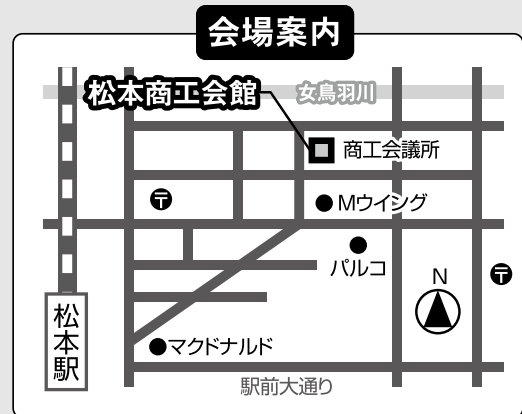 会場案内
松本商工会館
女鳥羽川
商工会議所
〒
Mウイング
パルコ
N
〒
松本駅
マクドナルド
駅前大通り